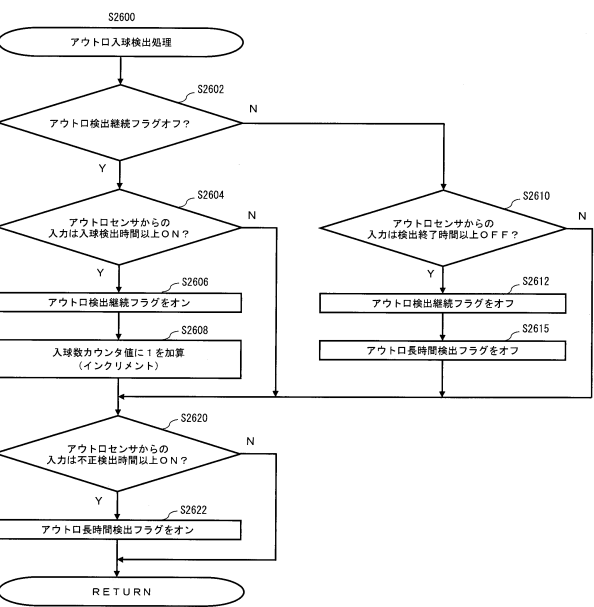 S2600
アウトロ入球検出処理
S2602
アウトロ検出継続フラグオフ?
N
Y
S2604
アウトロセンサからの
入力は入球検出時間以上ON?
N
Y
S2606
アウトロ検出継続フラグをオン
S2608
入球数カウンタ値に1を加算
(インクリメント)
S2610
アウトロセンサからの
入力は検出終了時間以上OFF?
N
Y
S2612
アウトロ検出継続フラグをオフ
S2615
アウトロ長時間検出フラグをオフ
S2620
アウトロセンサからの
入力は不正検出時間以上ON?
N
Y
S2622
アウトロ長時間検出フラグをオン
RETURN